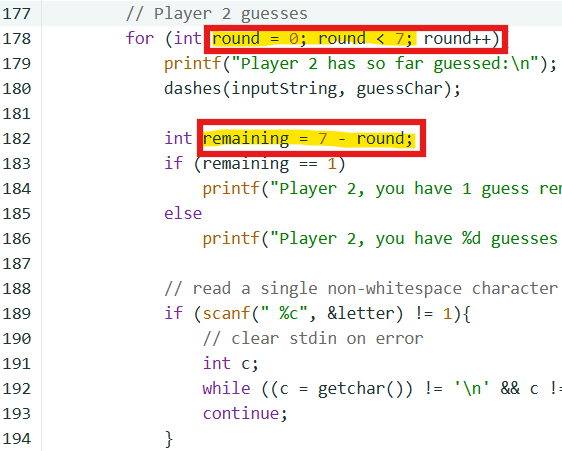 177 // Player 2 guesses
178 for (int round = 0; round < 7; round++)
179 printf("Player 2 has so far guessed:\n");
180 dashes(inputString, guessChar);
181
182 int remaining = 7 - round;
183 if (remaining == 1)
184 printf("Player 2, you have 1 guess rem
185 else
186 printf("Player 2, you have %d guesses
187
188 // read a single non-whitespace character
189 if (scanf(" %c", &letter) != 1){
190 // clear stdin on error
191 int c;
192 while ((c = getchar()) != '\n' && c !=
193 continue;
194 }